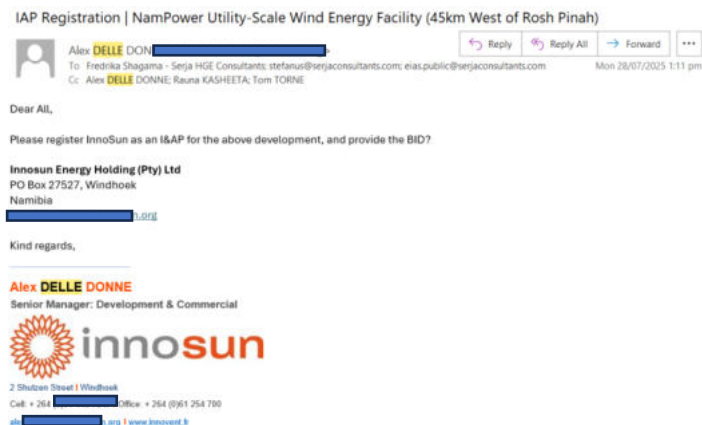 IAP Registration | NamPower Utility-Scale Wind Energy Facility (45km West of Rosh Pinah)
Alex DELLE DON
Reply
Reply All
Forward
To Fredrika Shagama - Serja HGE Consultants; stefanus@serjaconsultants.com; eias.public@serjaconsultants.com
Mon 28/07/2025 1:11 pm
Cc Alex DELLE DONNE; Rauna KASHEETA; Tom TORNE
Dear All,
Please register InnoSun as an I&AP for the above development, and provide the BID?
Innosun Energy Holding (Pty) Ltd
PO Box 27527, Windhoek
Namibia
n.org
Kind regards,
Alex DELLE DONNE
Senior Manager: Development & Commercial
innosun
2 Shutzen Street I Windhoek
Cell: + 264 Office: + 264 (0)61 254 700
ale n.org I www.innovent.fr